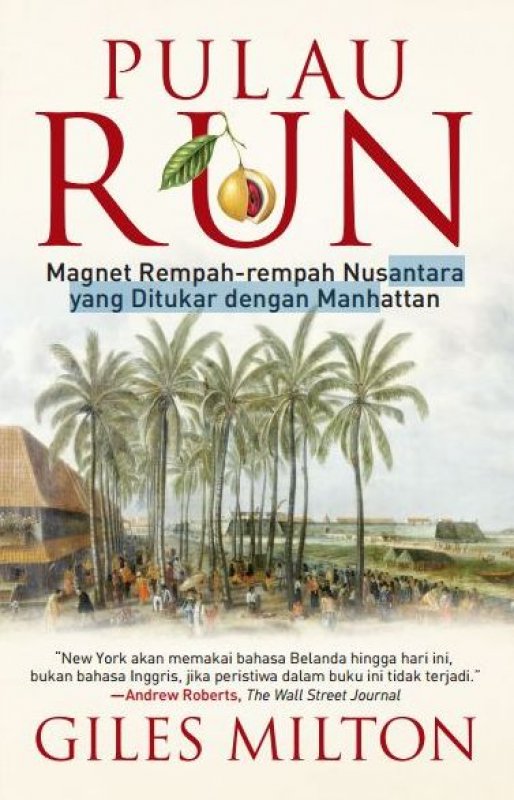 PULAU
RUN
Magnet Rempah-rempah Nusantara
yang Ditukar dengan Manhattan
“New York akan memakai bahasa Belanda hingga hari ini,
bukan bahasa Inggris, jika peristiwa dalam buku ini tidak terjadi.”
—Andrew Roberts, The Wall Street Journal
GILES MILTON